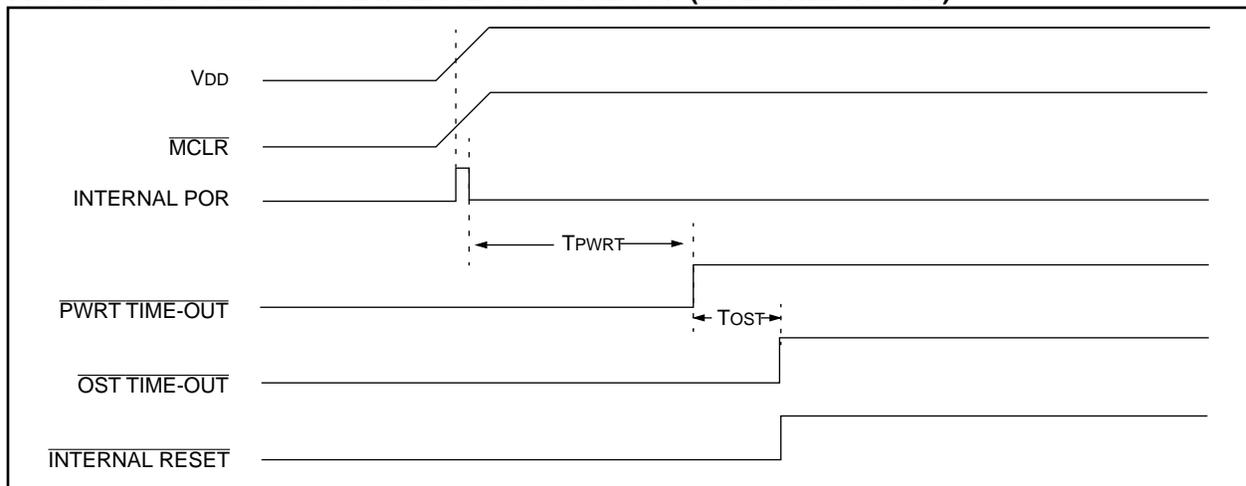 VDD
MCLR
INTERNAL POR
TPWRT
PWRT TIME-OUT
TOST
OST TIME-OUT
INTERNAL RESET